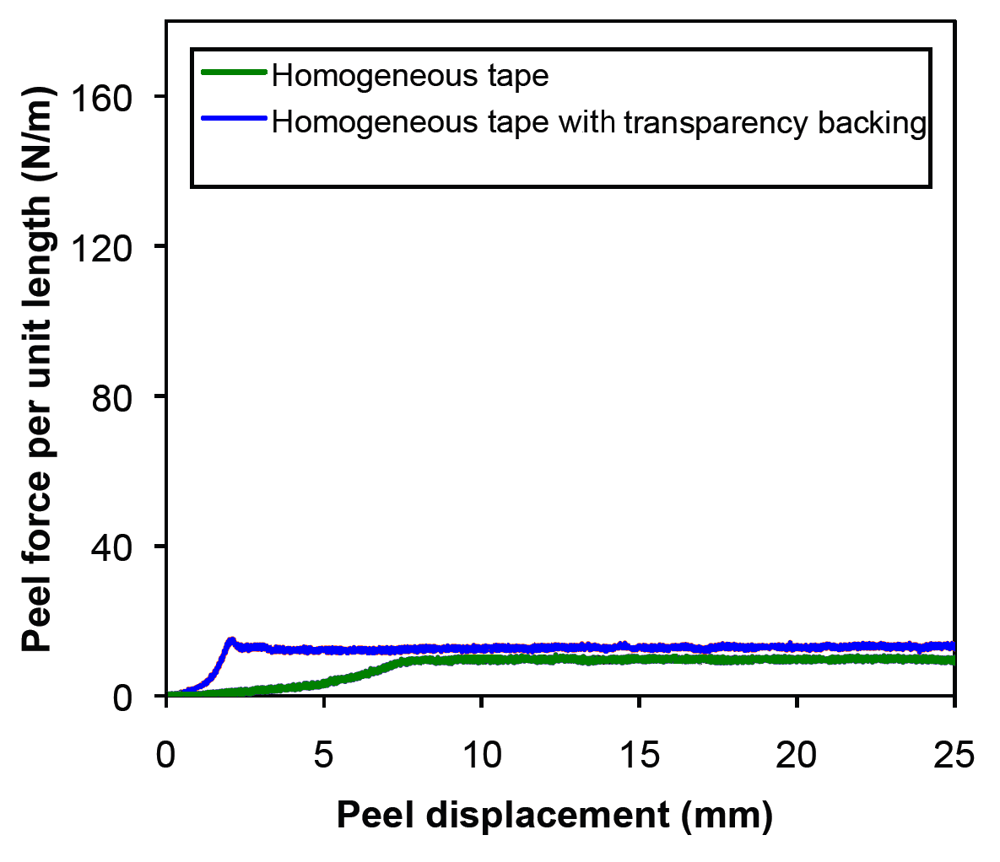 Homogeneous tape
Homogeneous tape with transparency backing
Peel force per unit length (N/m)
160
120
80
40
0
0 5 10 15 20 25
Peel displacement (mm)